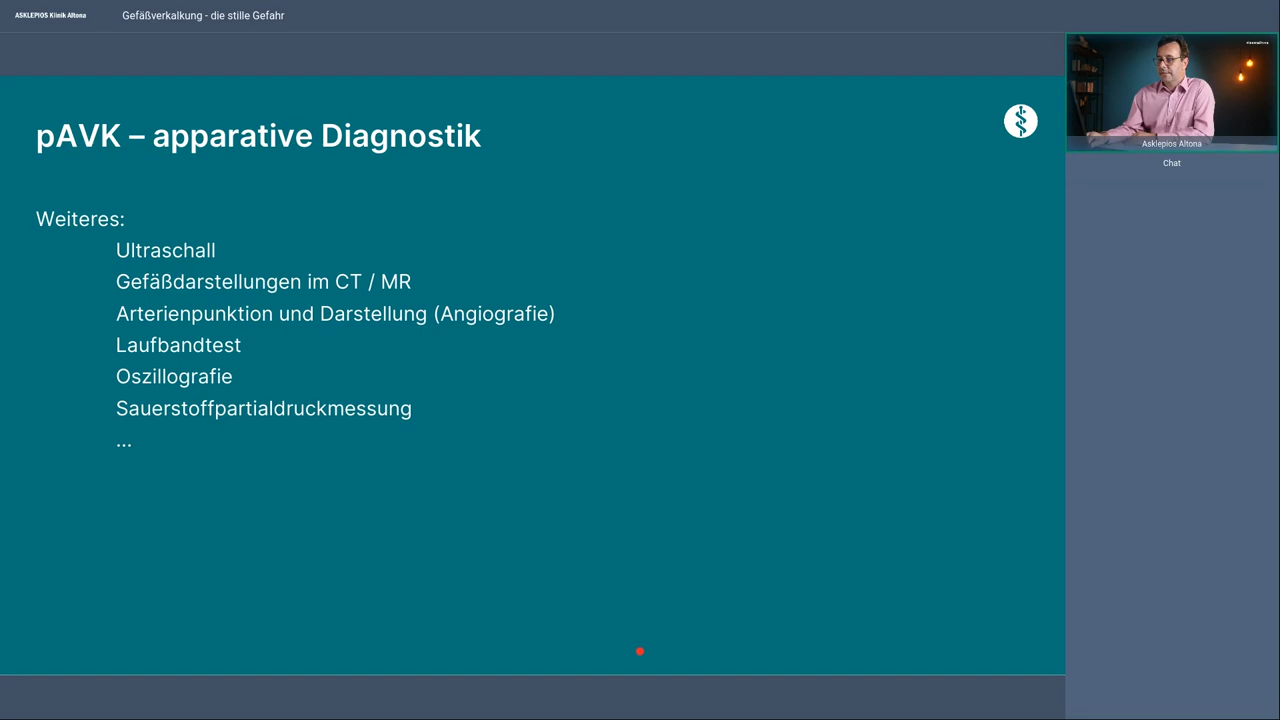 ASKLEPIOS Klinik Altona
Gefäßverkalkung - die stille Gefahr
pAVK – apparative Diagnostik
Weiteres:
Ultraschall
Gefäßdarstellungen im CT / MR
Arterienpunktion und Darstellung (Angiografie)
Laufbandtest
Oszillografie
Sauerstoffpartialdruckmessung
...
Asklepios Altona
Chat